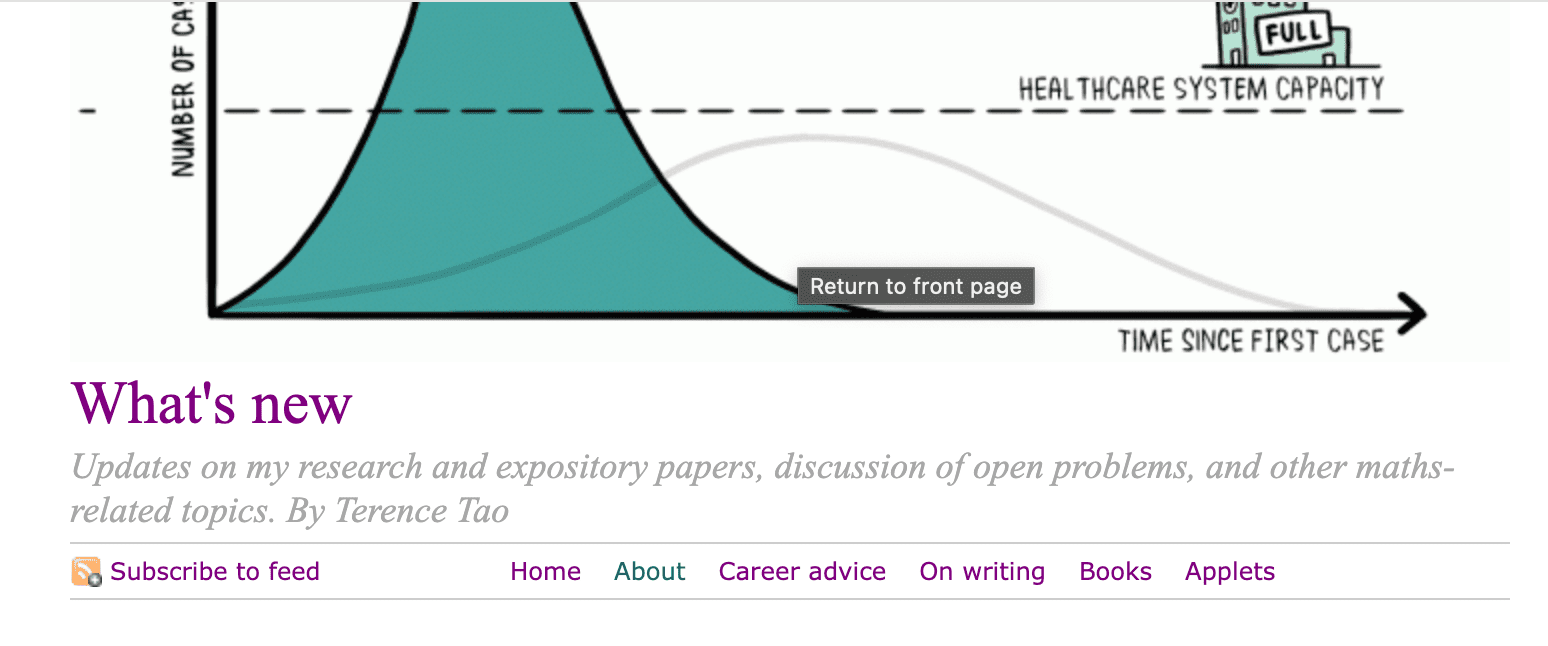 FULL
HEALTHCARE SYSTEM CAPACITY
NUMBER OF
Return to front page
TIME SINCE FIRST CASE
What's new
Updates on my research and expository papers, discussion of open problems, and other maths-
related topics. By Terence Tao
Subscribe to feed Home About Career advice On writing Books Applets